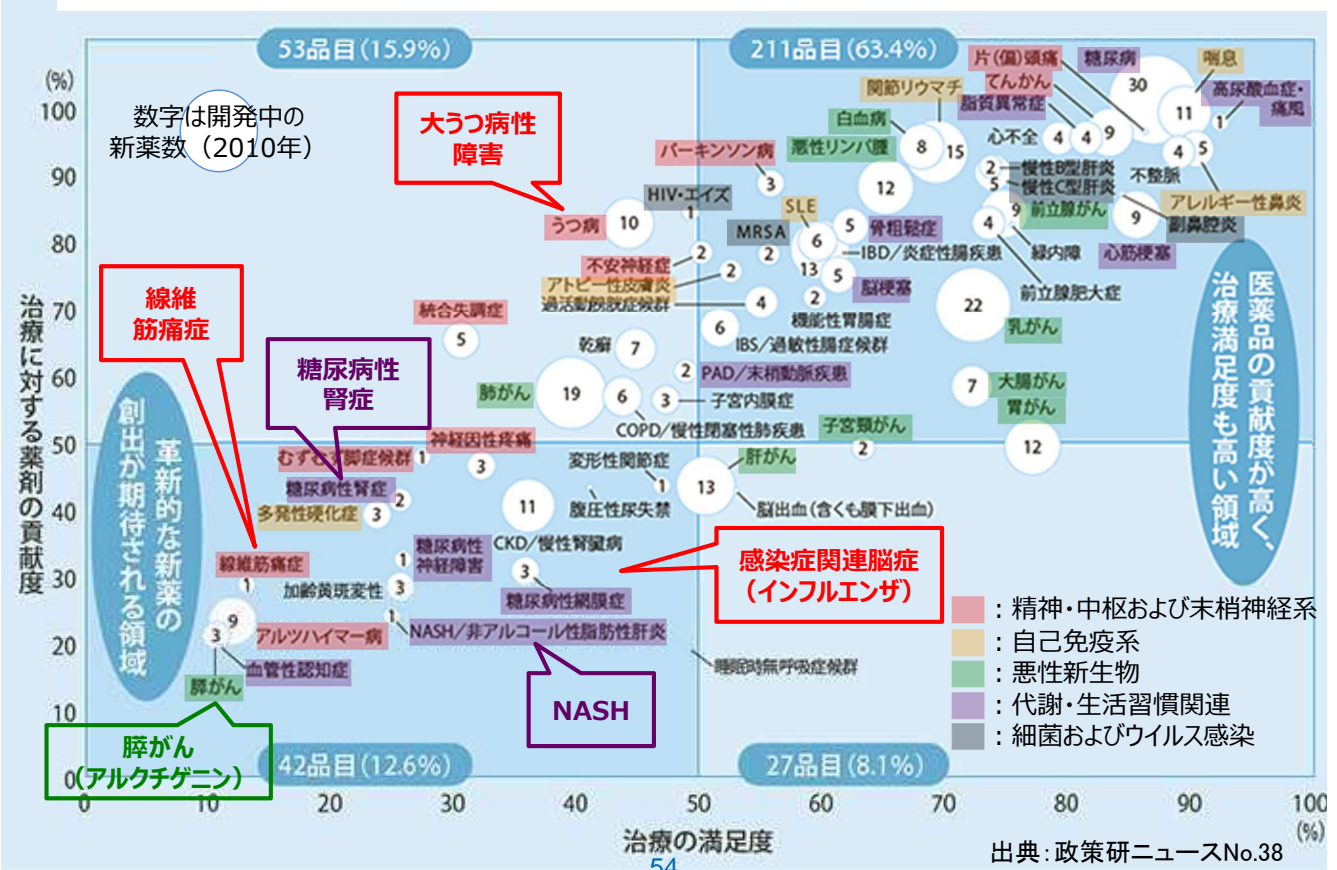 53品目(15.9%)
211品目(63.4%)
(%)
100
90
80
70
60
50
40
30
20
10
0
治療に対する薬剤の貢献度
数字は開発中の
新薬数（2010年）
大うつ病性
障害
線維
筋痛症
糖尿病性
腎症
革新的な新薬の
創出が期待される領域
医薬品の貢献度が高く、
治療満足度も高い領域
片(偏)頭痛
糖尿病
喘息
てんかん
関節リウマチ
脂質異常症
30
11
高尿酸血症・
痛風
1
白血病
心不全
4
4
9
悪性リンパ腫
8
15
4
5
不整脈
パーキンソン病
3
12
2
慢性B型肝炎
5
慢性C型肝炎
アレルギー性鼻炎
HIV・エイズ
1
SLE
9
前立腺がん
9
副鼻腔炎
うつ病
10
MRSA
6
5
骨粗鬆症
4
緑内障
心筋梗塞
不安神経症
2
2
13
IBD/炎症性腸疾患
アトピー性皮膚炎
2
5
脳梗塞
前立腺肥大症
過活動膀胱症候群
4
2
機能性胃腸症
22
乳がん
統合失調症
5
6
IBS/過敏性腸症候群
乾癬
7
2
PAD/末梢動脈疾患
肺がん
19
6
3
子宮内膜症
7
大腸がん
胃がん
COPD/慢性閉塞性肺疾患
子宮頸がん
2
12
神経因性疼痛
むずむず脚症候群
1
3
変形性関節症
1
肝がん
13
糖尿病性腎症
2
多発性硬化症
3
11
腹圧性尿失禁
脳出血(含くも膜下出血)
CKD/慢性腎臓病
糖尿病性
神経障害
1
線維筋痛症
1
加齢黄斑変性
3
3
糖尿病性網膜症
感染症関連脳症
（インフルエンザ）
9
3
アルツハイマー病
1
NASH/非アルコール性脂肪性肝炎
血管性認知症
睡眠時無呼吸症候群
膵がん
NASH
膵がん
（アルクチゲニン）
：精神・中枢および末梢神経系
：自己免疫系
：悪性新生物
：代謝・生活習慣関連
：細菌およびウイルス感染
42品目(12.6%)
27品目(8.1%)
0
10
20
30
40
50
60
70
80
90
100
(%)
治療の満足度
54
出典：政策研ニュースNo.38